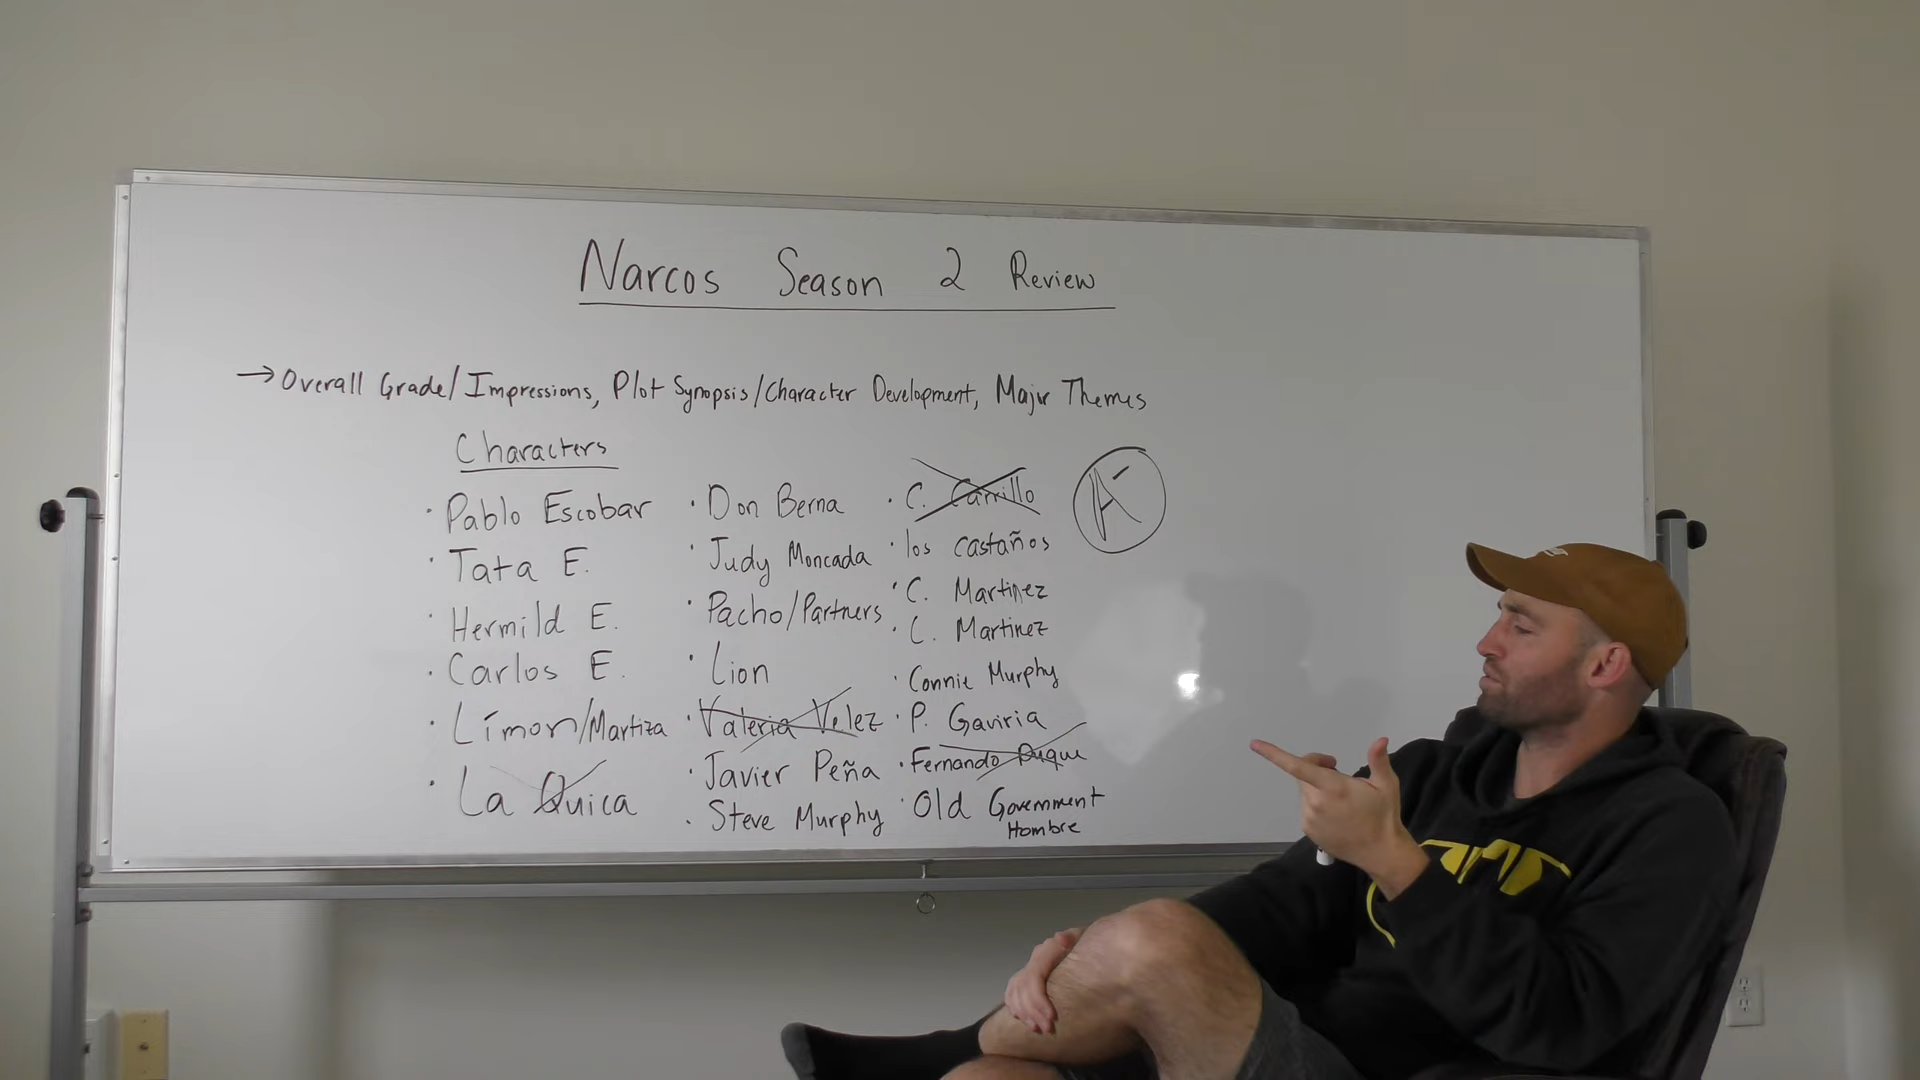 Narcos Season 2 Review
→ Overall Grade/Impressions, Plot Synopsis/Character Development, Major Themes
Characters
· Pablo Escobar
· Tata E.
· Hermild E.
· Carlos E.
· Límon/Martiza
· La Quica
· Don Berna
· Judy Moncada
· Pacho/Partners
· Lion
· Valeria Velez
· Javier Peña
· Steve Murphy
· C. Carrillo
· los castaños
· C. Martinez
· C. Martinez
· Connie Murphy
· P. Gaviria
· Fernando Duque
· Old Government
Hombre
A-